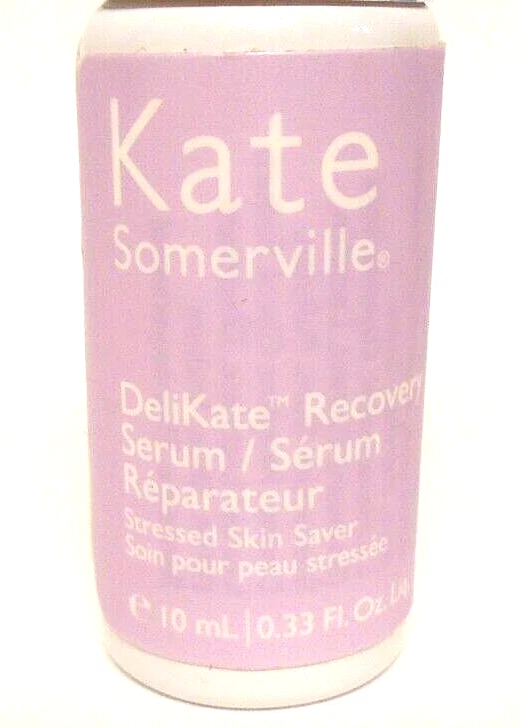 Kate
Somerville®
DeliKate™ Recovery
Serum / Sérum
Réparateur
Stressed Skin Saver
Soin pour peau stressée
℮ 10 mL | 0.33 Fl. Oz. Liq.